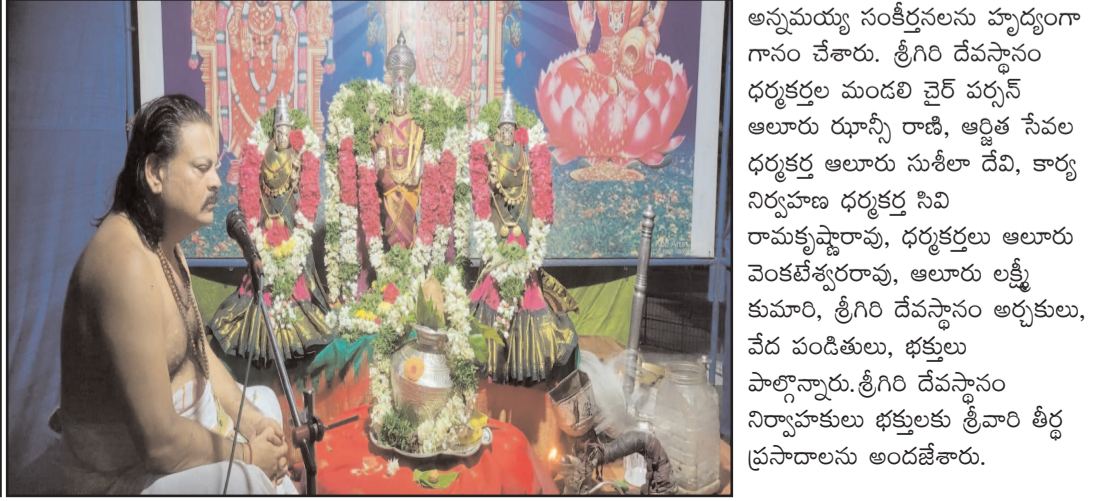 అన్నమయ్య సంకీర్తనలను హృద్యంగా
గానం చేశారు. శ్రీగిరి దేవస్థానం
ధర్మకర్తల మండలి చైర్ పర్సన్
ఆలూరు ఝాన్సీ రాణి, ఆర్జిత సేవల
ధర్మకర్త ఆలూరు సుశీలా దేవి, కార్య
నిర్వహణ ధర్మకర్త సివి
రామకృష్ణారావు, ధర్మకర్తలు ఆలూరు
వెంకటేశ్వరరావు, ఆలూరు లక్ష్మీ
కుమారి, శ్రీగిరి దేవస్థానం అర్చకులు,
వేద పండితులు, భక్తులు
పాల్గొన్నారు.శ్రీగిరి దేవస్థానం
నిర్వాహకులు భక్తులకు శ్రీవారి తీర్థ
ప్రసాదాలను అందజేశారు.